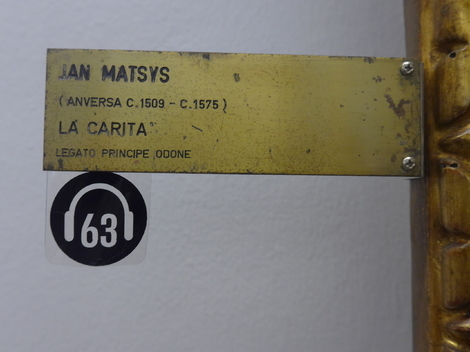 JAN MATSYS
(ANVERSA C.1509 - C.1575)
LA CARITA'
LEGATO PRINCIPE ODONE
63